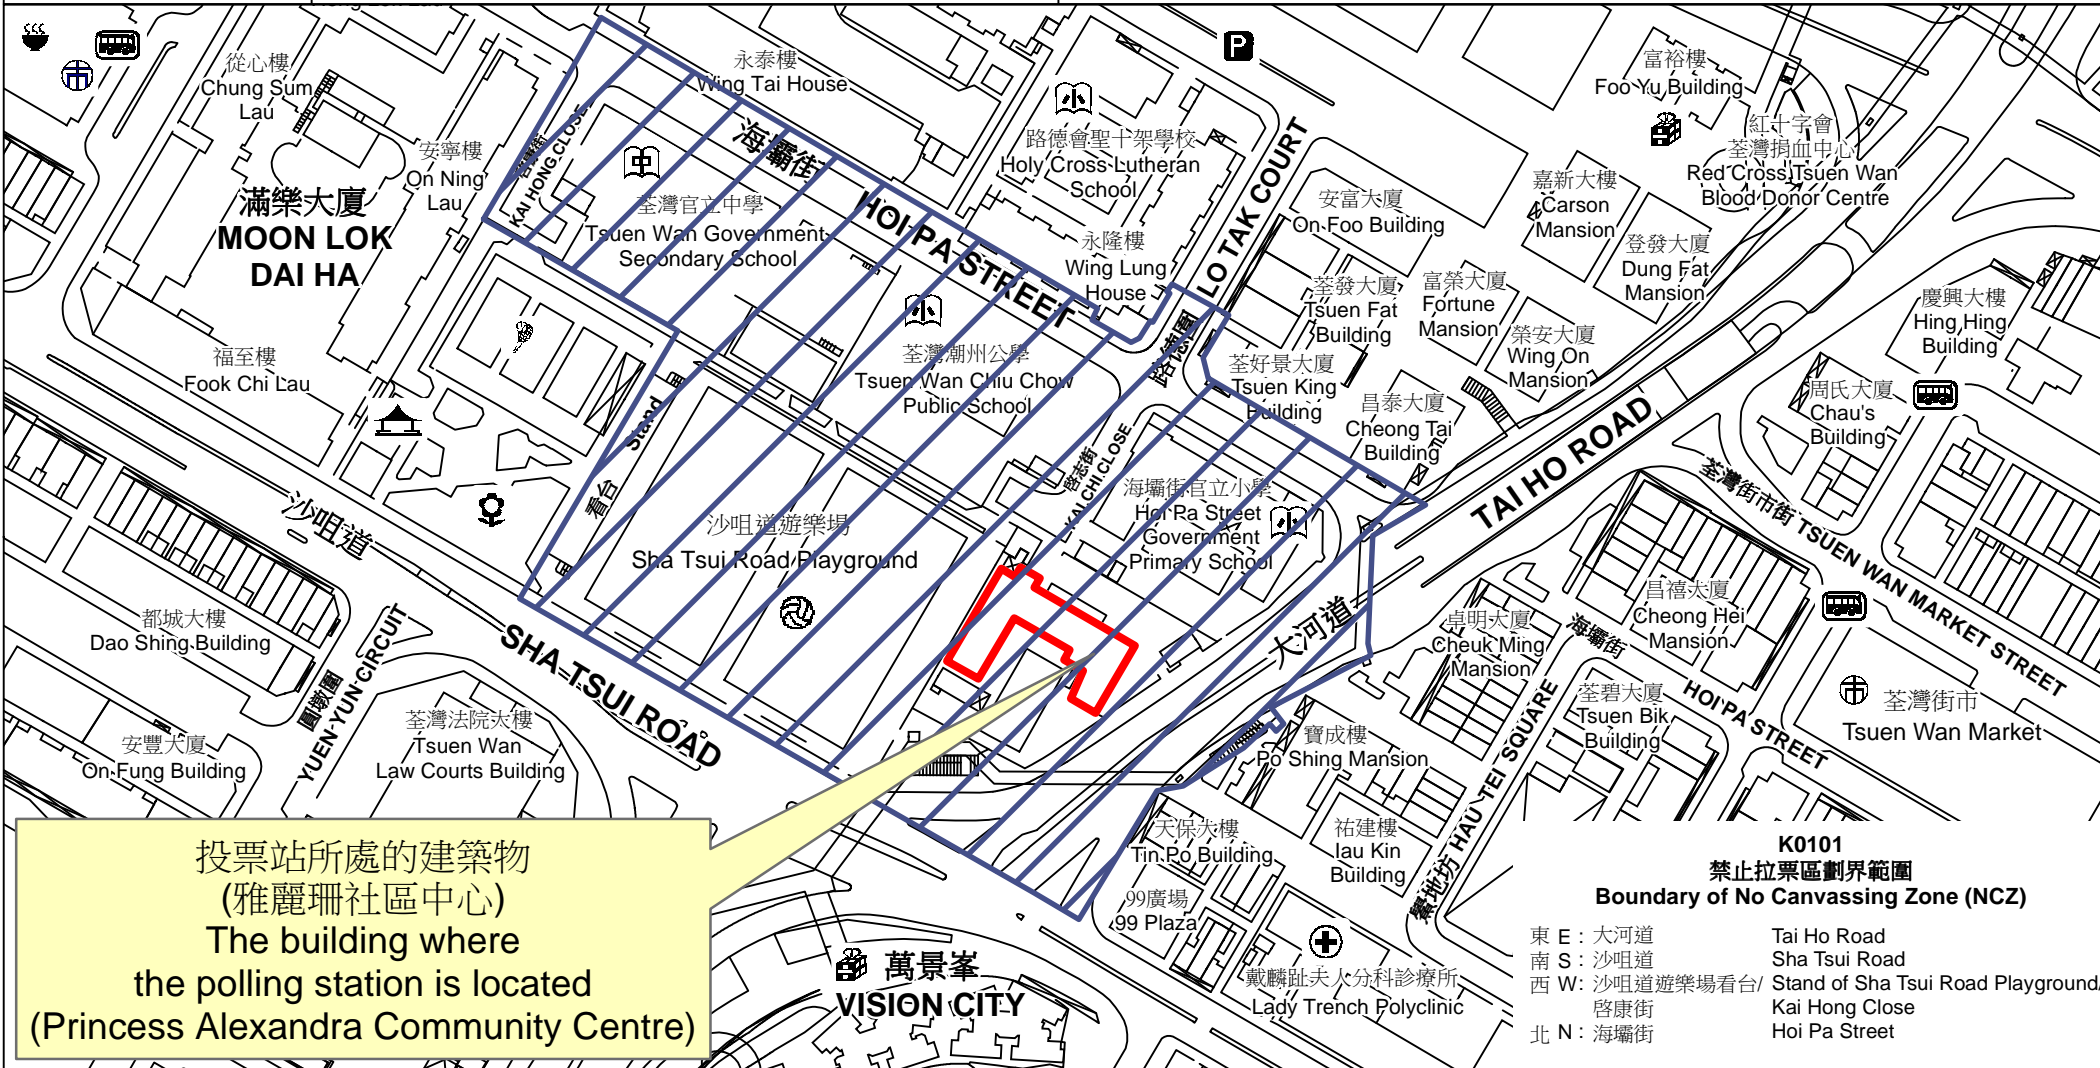 永泰樓
Wing Tai House
從心樓
Chung Sum
Lau
安寧樓
On Ning
Lau
滿樂大廈
MOON LOK
DAI HA
福至樓
Fook Chi Lau
啓康街
KAI HONG CLOSE
海壩街
HOI PA STREET
荃灣官立中學
Tsuen Wan Government
Secondary School
中
小
路德會聖十架學校
Holy Cross Lutheran
School
P
永隆樓
Wing Lung
House
路德圍
LO TAK COURT
小
荃灣潮州公學
Tsuen Wan Chiu Chow
Public School
安富大廈
On Foo Building
荃發大廈
Tsuen Fat
Building
荃好景大廈
Tsuen King
Building
昌泰大廈
Cheong Tai
Building
富榮大廈
Fortune
Mansion
榮安大廈
Wing On
Mansion
嘉新大樓
Carson
Mansion
登發大廈
Dung Fat
Mansion
富裕樓
Foo Yu Building
紅十字會
荃灣捐血中心
Red Cross Tsuen Wan
Blood Donor Centre
慶興大樓
Hing Hing
Building
周氏大廈
Chau's
Building
大河道
TAI HO ROAD
荃灣街市街 TSUEN WAN MARKET STREET
看台
Stand
沙咀道遊樂場
Sha Tsui Road Playground
啓志街
KAI CHI CLOSE
海壩街官立小學
Hoi Pa Street
Government
Primary School
小
沙咀道
SHA TSUI ROAD
都城大樓
Dao Shing Building
圓墩圍
YUEN YUN CIRCUIT
安豐大廈
On Fung Building
荃灣法院大樓
Tsuen Wan
Law Courts Building
卓明大廈
Cheuk Ming
Mansion
昌禧大廈
Cheong Hei
Mansion
海壩街
HOI PA STREET
荃碧大廈
Tsuen Bik
Building
荃灣街市
Tsuen Wan Market
寶成樓
Po Shing Mansion
天保大樓
Tin Po Building
祐建樓
Iau Kin
Building
99廣場
99 Plaza
鱟地坊 HAU TEI SQUARE
戴麟趾夫人分科診療所
Lady Trench Polyclinic
萬景峯
VISION CITY
投票站所處的建築物
(雅麗珊社區中心)
The building where
the polling station is located
(Princess Alexandra Community Centre)
K0101
禁止拉票區劃界範圍
Boundary of No Canvassing Zone (NCZ)
東 E : 大河道 Tai Ho Road
南 S : 沙咀道 Sha Tsui Road
西 W: 沙咀道遊樂場看台/ Stand of Sha Tsui Road Playground/
啓康街 Kai Hong Close
北 N : 海壩街 Hoi Pa Street